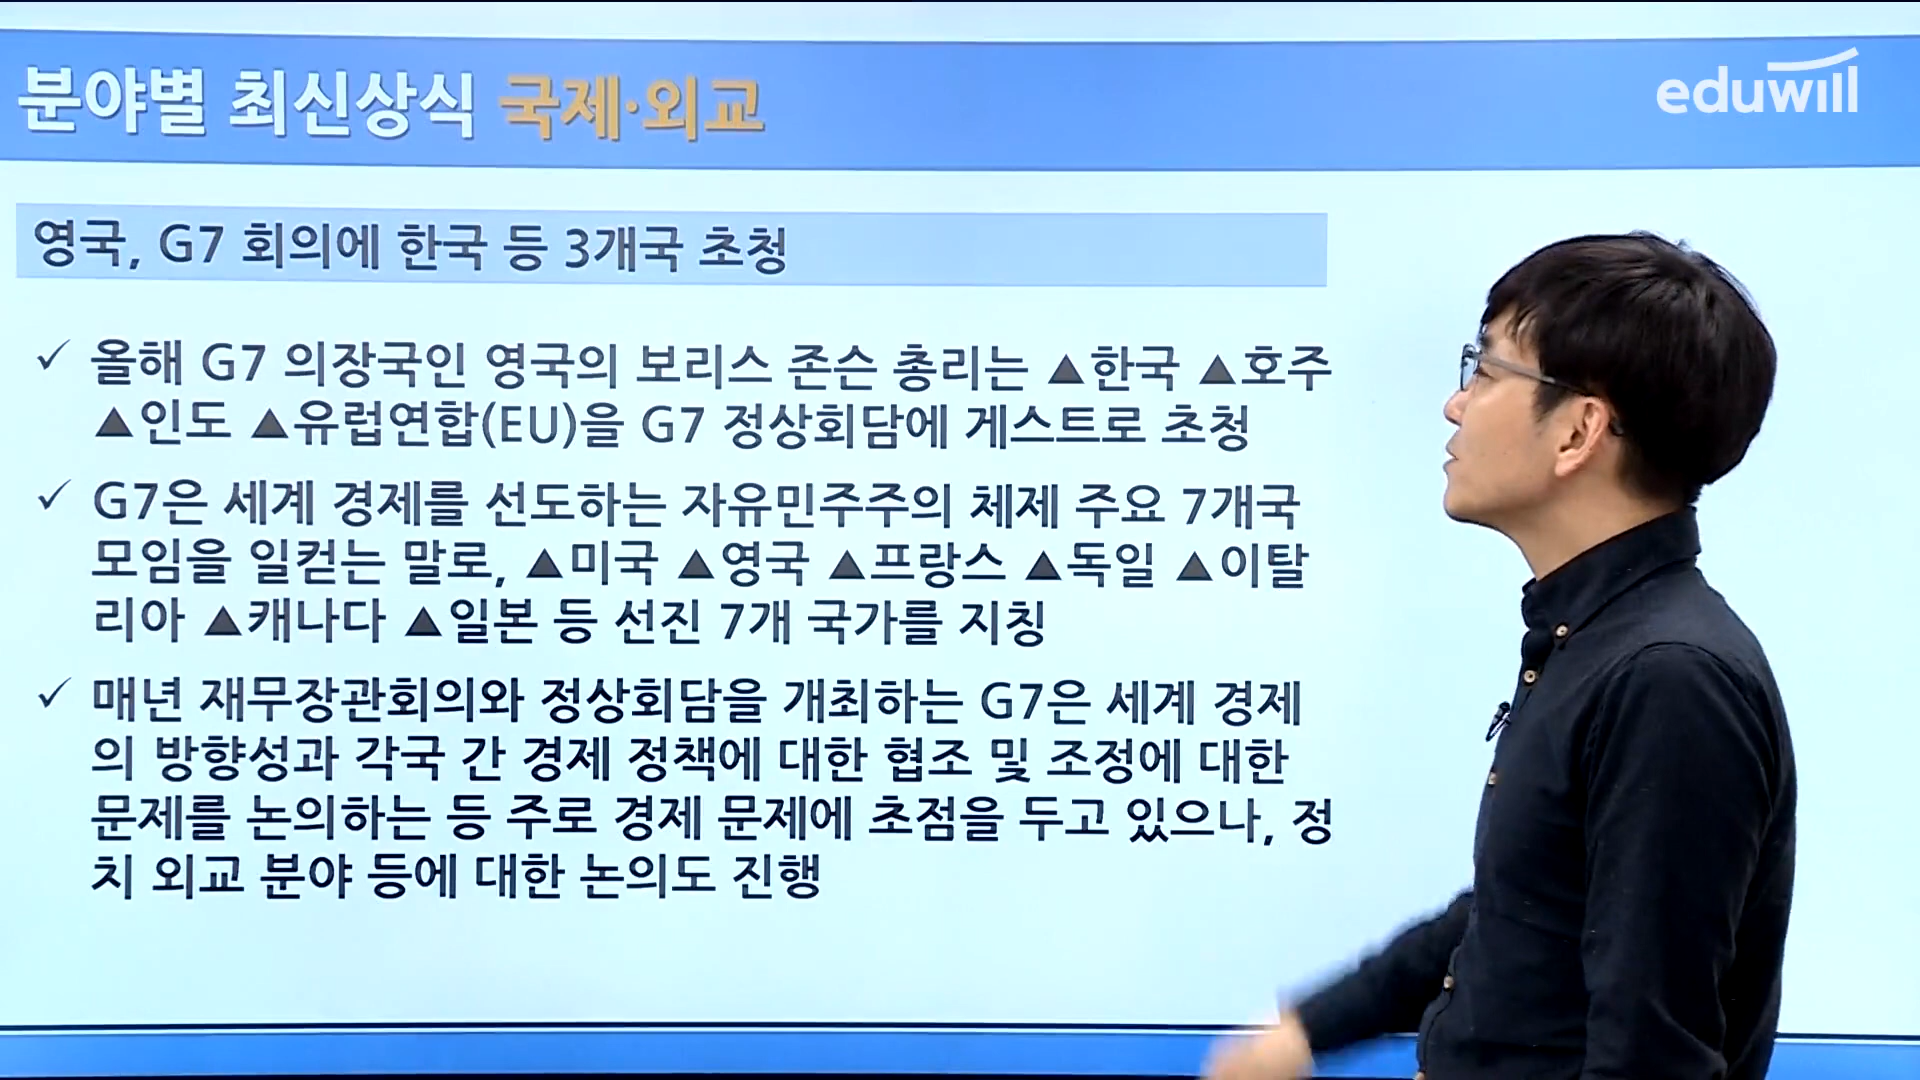 분야별 최신상식 국제·외교
eduwill
영국, G7 회의에 한국 등 3개국 초청
✓ 올해 G7 의장국인 영국의 보리스 존슨 총리는 ▲한국 ▲호주
▲인도 ▲유럽연합(EU)을 G7 정상회담에 게스트로 초청
✓ G7은 세계 경제를 선도하는 자유민주주의 체제 주요 7개국
모임을 일컫는 말로, ▲미국 ▲영국 ▲프랑스 ▲독일 ▲이탈
리아 ▲캐나다 ▲일본 등 선진 7개 국가를 지칭
✓ 매년 재무장관회의와 정상회담을 개최하는 G7은 세계 경제
의 방향성과 각국 간 경제 정책에 대한 협조 및 조정에 대한
문제를 논의하는 등 주로 경제 문제에 초점을 두고 있으나, 정
치 외교 분야 등에 대한 논의도 진행